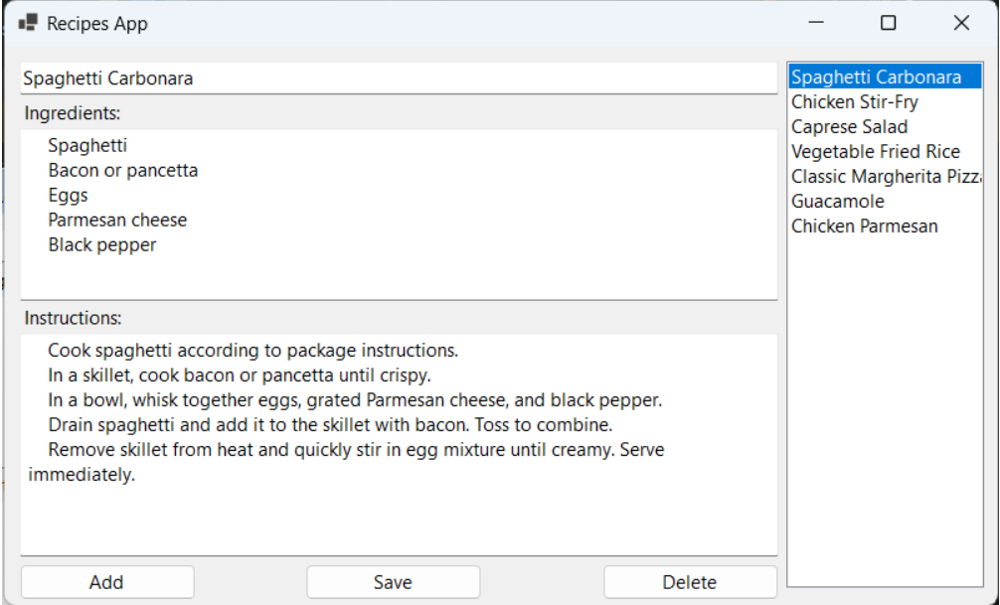 Recipes App
Spaghetti Carbonara
Ingredients:
Spaghetti
Bacon or pancetta
Eggs
Parmesan cheese
Black pepper
Instructions:
Cook spaghetti according to package instructions.
In a skillet, cook bacon or pancetta until crispy.
In a bowl, whisk together eggs, grated Parmesan cheese, and black pepper.
Drain spaghetti and add it to the skillet with bacon. Toss to combine.
Remove skillet from heat and quickly stir in egg mixture until creamy. Serve
immediately.
Add
Save
Delete
Spaghetti Carbonara
Chicken Stir-Fry
Caprese Salad
Vegetable Fried Rice
Classic Margherita Pizz
Guacamole
Chicken Parmesan